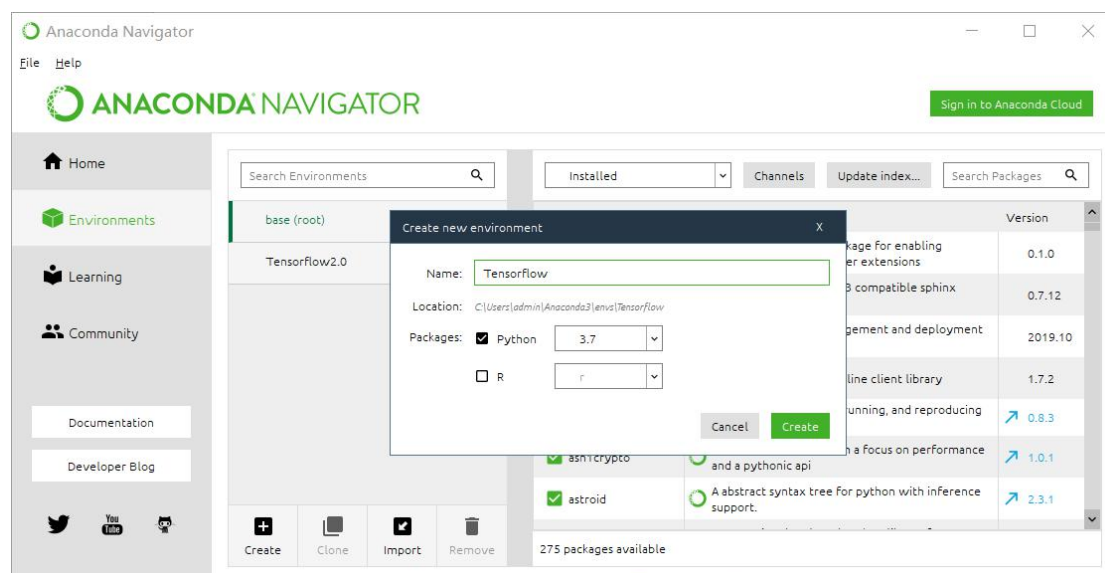 Anaconda Navigator
File Help
ANACONDA NAVIGATOR
Sign in to Anaconda Cloud
Home
Environments
Learning
Community
Documentation
Developer Blog
You
Tube
Search Environments
base (root)
Tensorflow2.0
Create
Clone
Import
Remove
Installed
Channels
Update index...
Search Packages
Version
Create new environment
X
Name: Tensorflow
Location: C:\Users\admin\Anaconda3\envs\Tensorflow
Packages: Python 3.7
R r
Cancel
Create
kage for enabling
er extensions
0.1.0
3 compatible sphinx
0.7.12
gement and deployment
2019.10
line client library
1.7.2
unning, and reproducing
0.8.3
asn1crypto
n a focus on performance
and a pythonic api
1.0.1
astroid
A abstract syntax tree for python with inference
support.
2.3.1
275 packages available